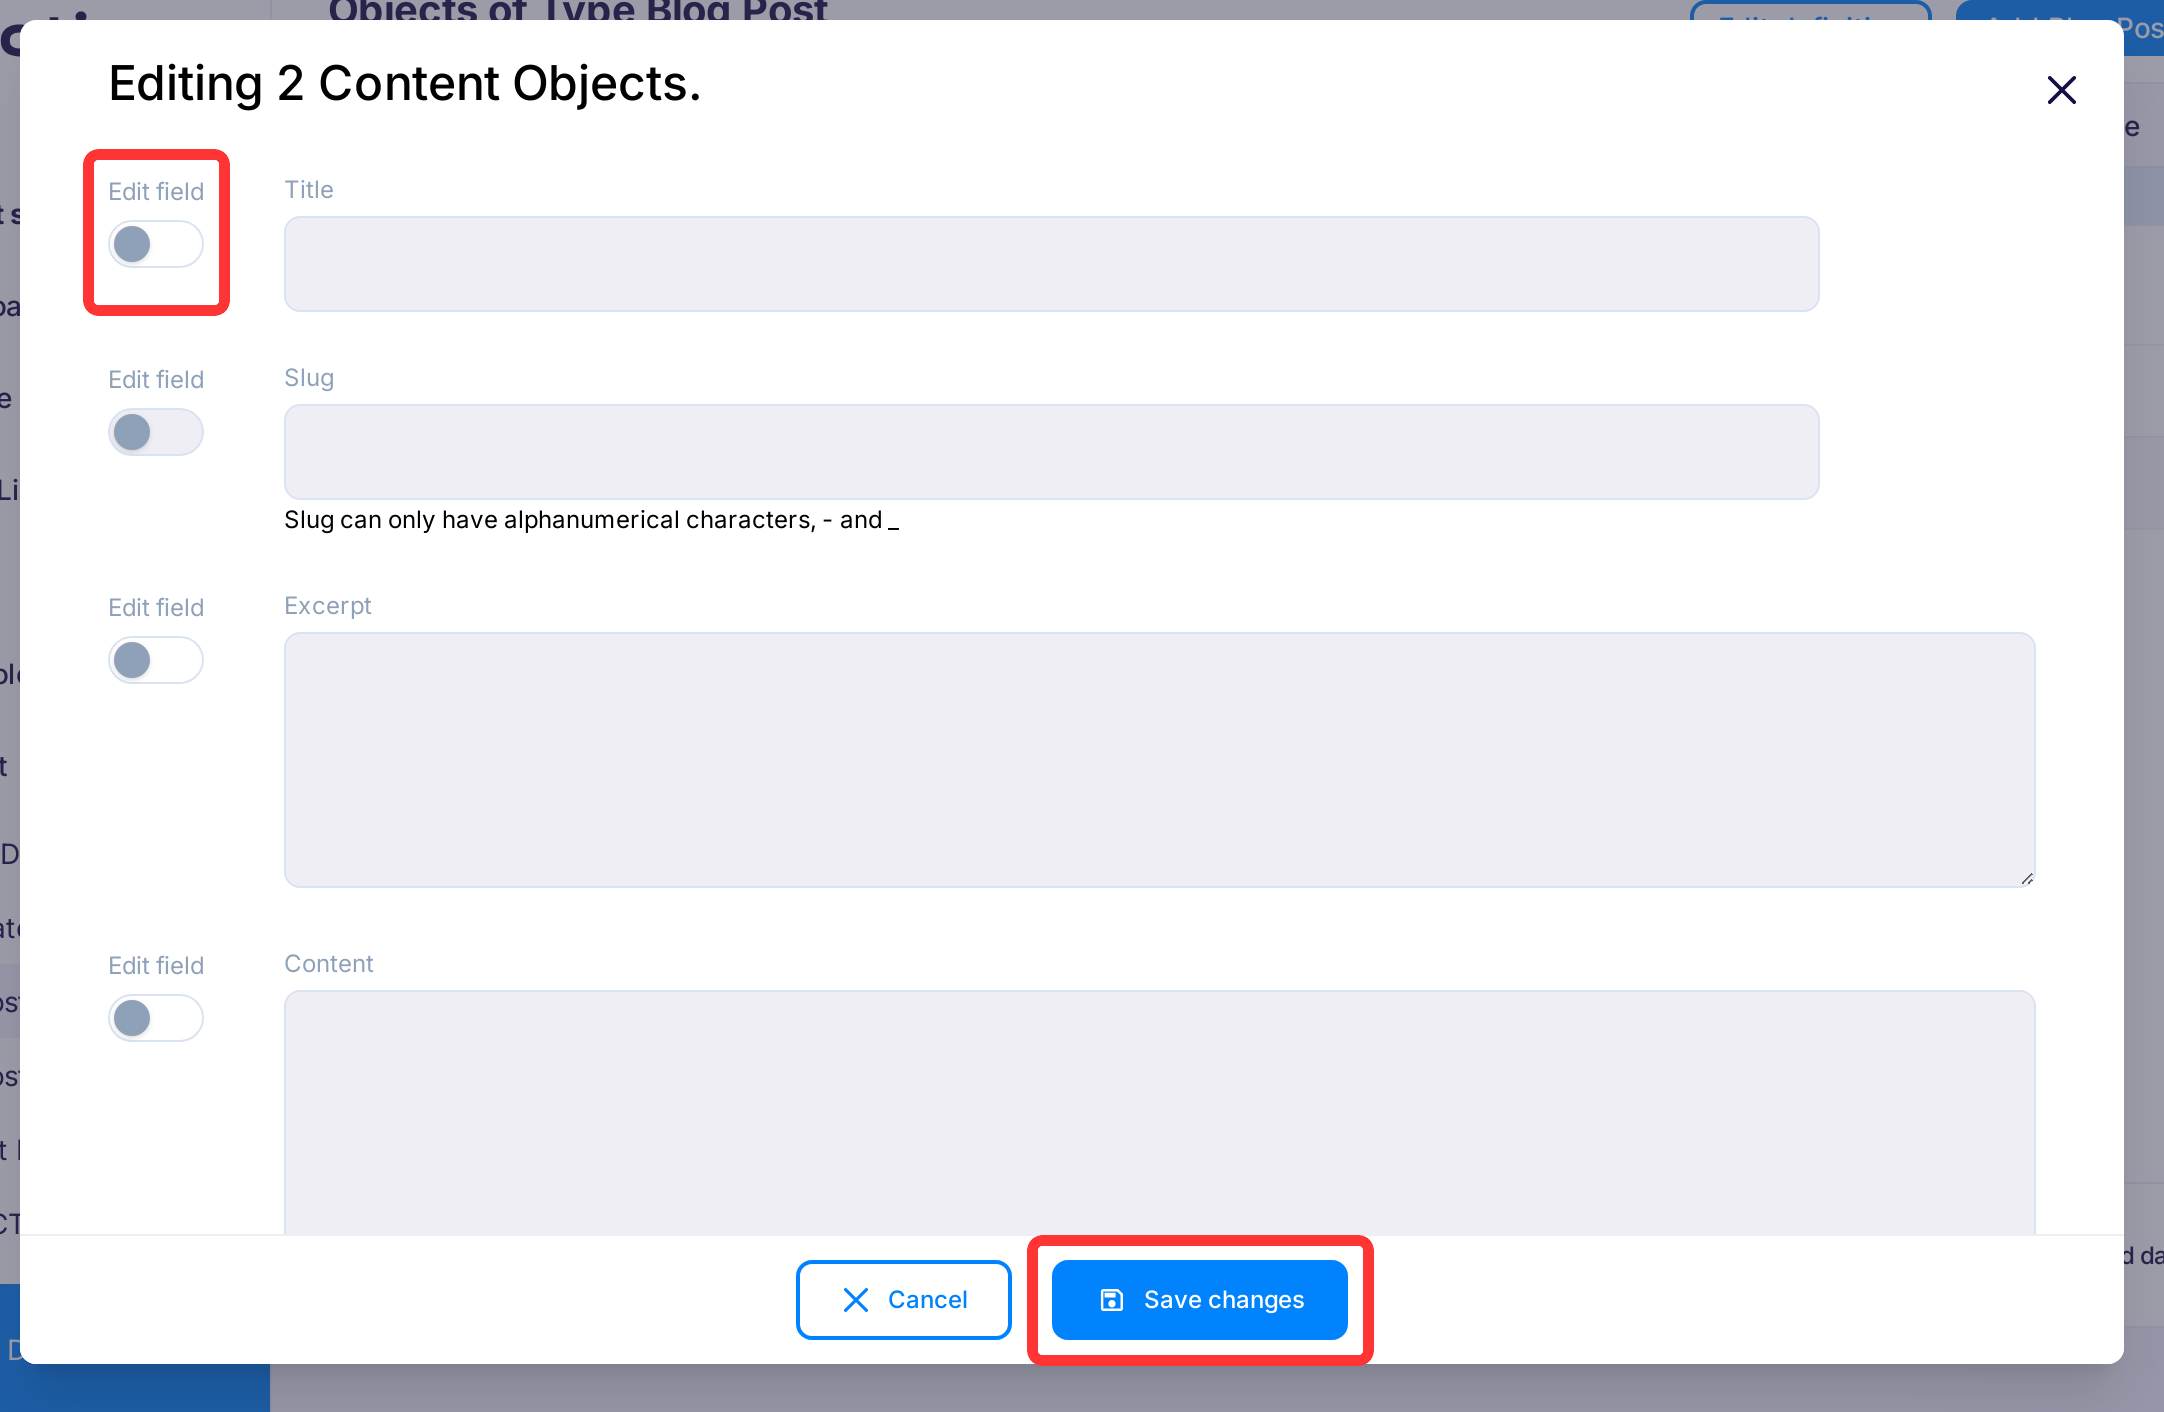 Objects of Type Blog Post
Editing 2 Content Objects.
Edit field
Title
Edit field
Slug
Slug can only have alphanumerical characters, - and _
Edit field
Excerpt
Edit field
Content
Cancel
Save changes